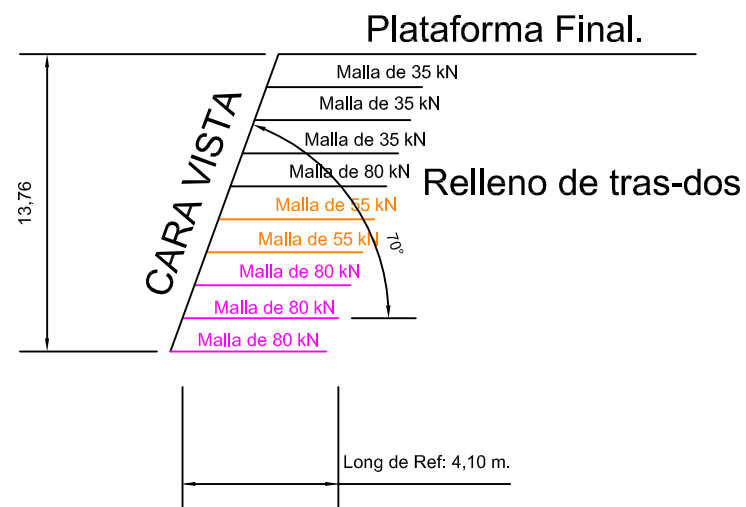 Plataforma Final.
Malla de 35 kN
Malla de 35 kN
Malla de 35 kN
Malla de 80 kN
Malla de 55 kN
Malla de 55 kN
Malla de 80 kN
Malla de 80 kN
Malla de 80 kN
CARA VISTA
13,76
70°
Relleno de tras-dos
Long de Ref: 4,10 m.